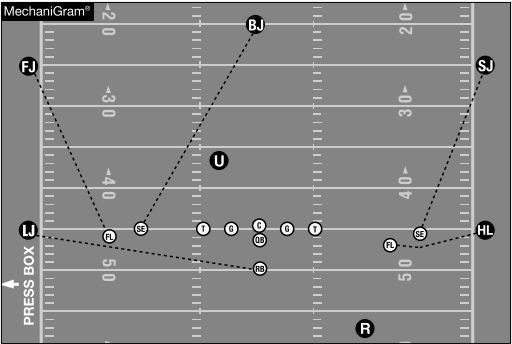 MechaniGram®
20
BJ
20
FJ
SJ
30
30
U
40
40
LJ
FL
SE
T
G
C
QB
G
T
FL
SE
HL
50
RB
50
PRESS BOX
R